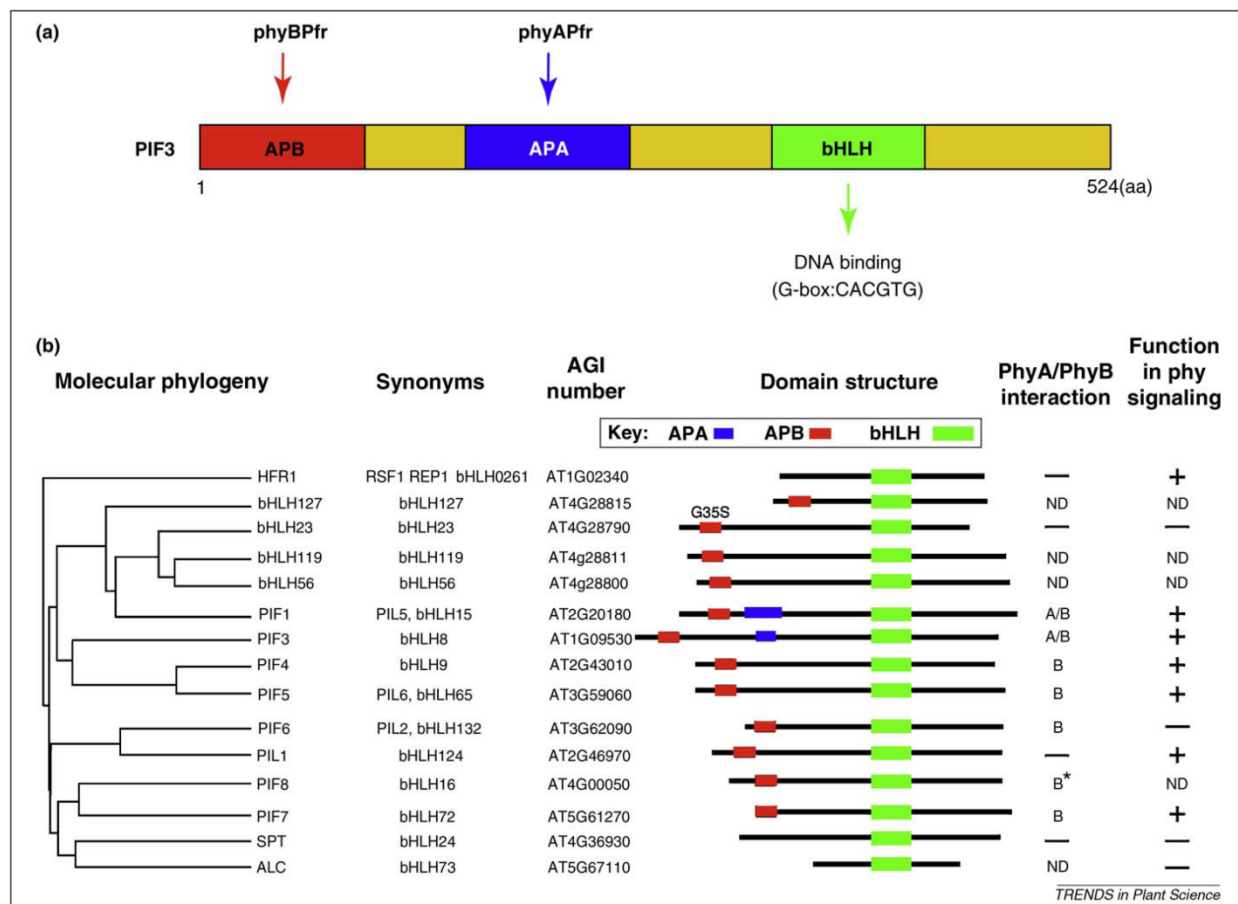 (a)
phyBPfr phyAPfr
PIF3 APB APA bHLH
1 524(aa)
DNA binding
(G-box:CACGTG)
(b)
Molecular phylogeny Synonyms AGI number Domain structure PhyA/PhyB interaction Function in phy signaling
Key: APA APB bHLH
HFR1 RSF1 REP1 bHLH0261 AT1G02340 — +
bHLH127 bHLH127 AT4G28815 ND ND
G35S
bHLH23 bHLH23 AT4G28790 — —
bHLH119 bHLH119 AT4g28811 ND ND
bHLH56 bHLH56 AT4g28800 ND ND
PIF1 PIL5, bHLH15 AT2G20180 A/B +
PIF3 bHLH8 AT1G09530 A/B +
PIF4 bHLH9 AT2G43010 B +
PIF5 PIL6, bHLH65 AT3G59060 B +
PIF6 PIL2, bHLH132 AT3G62090 B —
PIL1 bHLH124 AT2G46970 — +
PIF8 bHLH16 AT4G00050 B* ND
PIF7 bHLH72 AT5G61270 B +
SPT bHLH24 AT4G36930 — —
ALC bHLH73 AT5G67110 ND —
TRENDS in Plant Science